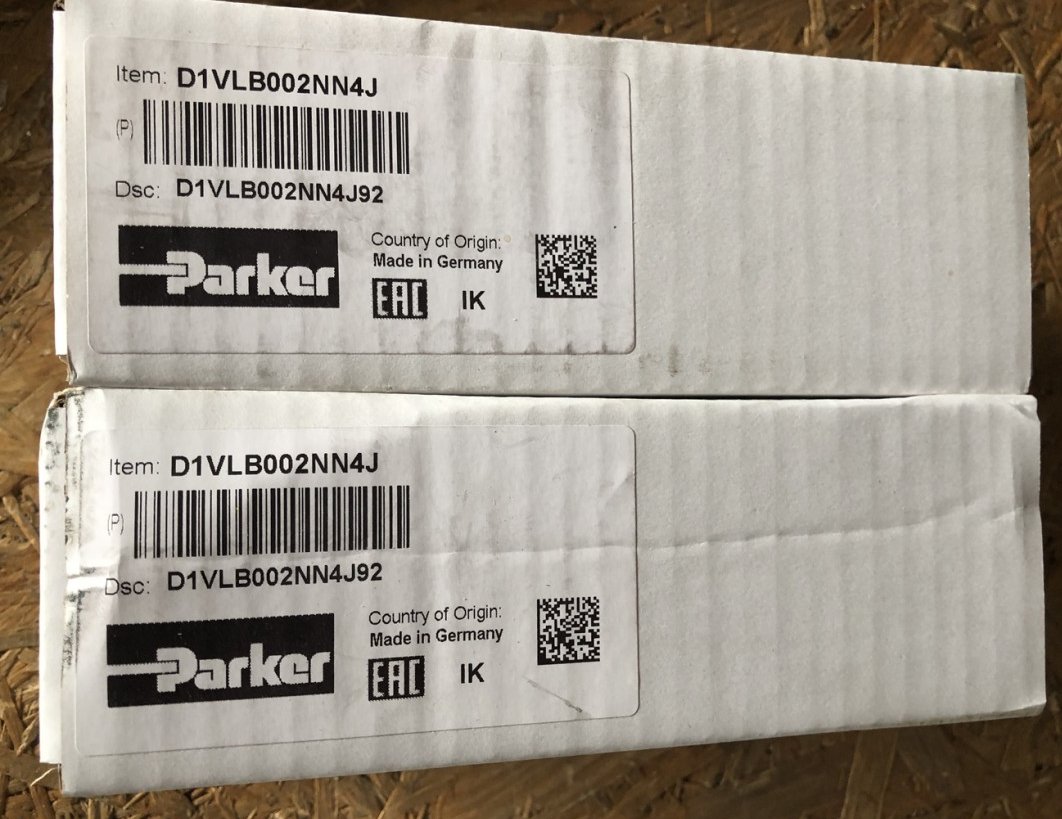 Item: D1VLB002NN4J
(P)
Dsc: D1VLB002NN4J92
Parker
Country of Origin:
Made in Germany
EAC IK
Item: D1VLB002NN4J
(P)
Dsc: D1VLB002NN4J92
Parker
Country of Origin:
Made in Germany
EAC IK